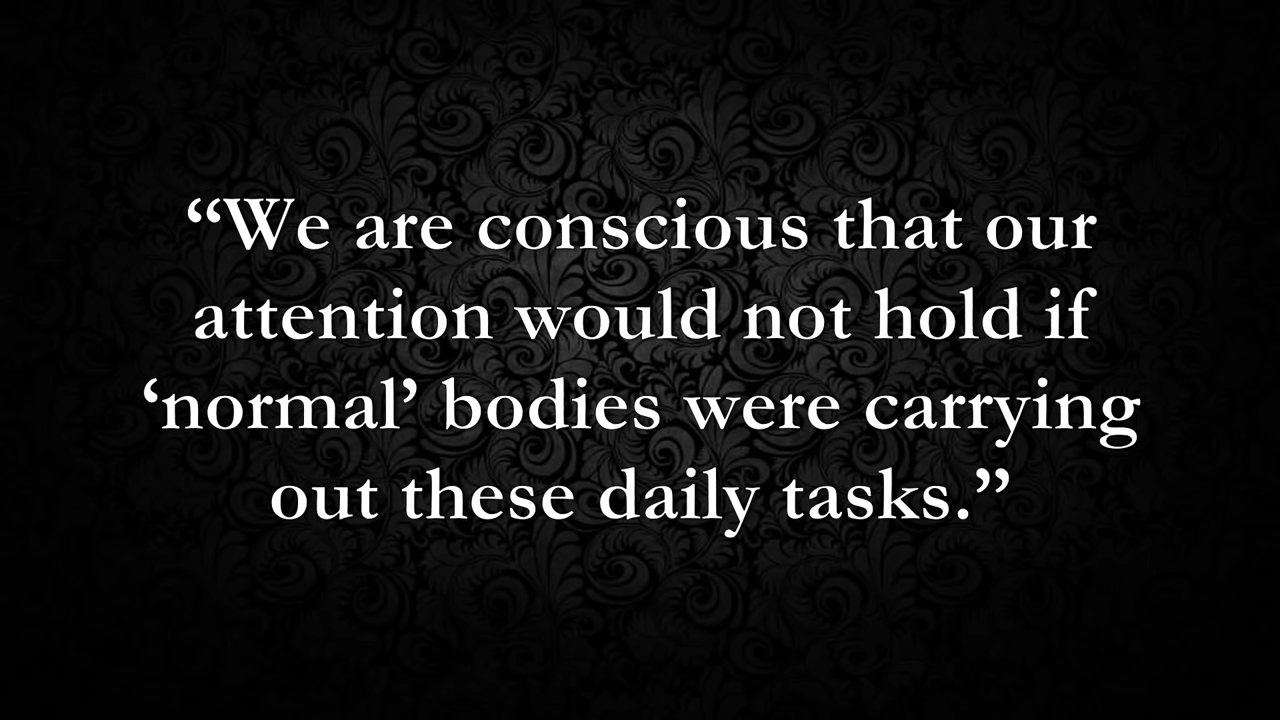 “We are conscious that our
attention would not hold if
‘normal’ bodies were carrying
out these daily tasks.”